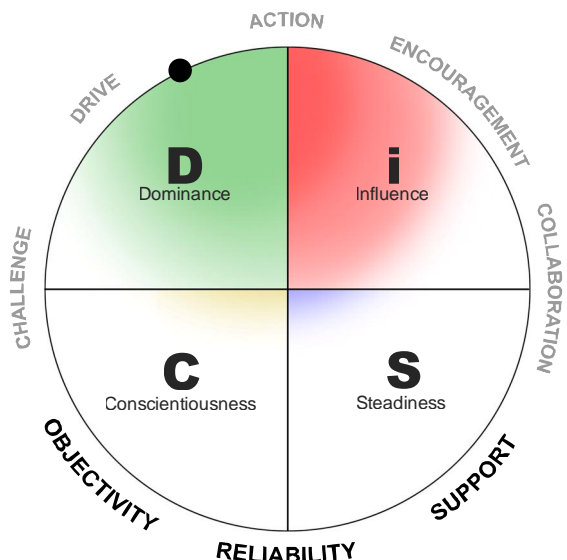 ACTION
DRIVE
ENCOURAGEMENT
D
Dominance
i
Influence
CHALLENGE
COLLABORATION
C
Conscientiousness
S
Steadiness
OBJECTIVITY
SUPPORT
RELIABILITY